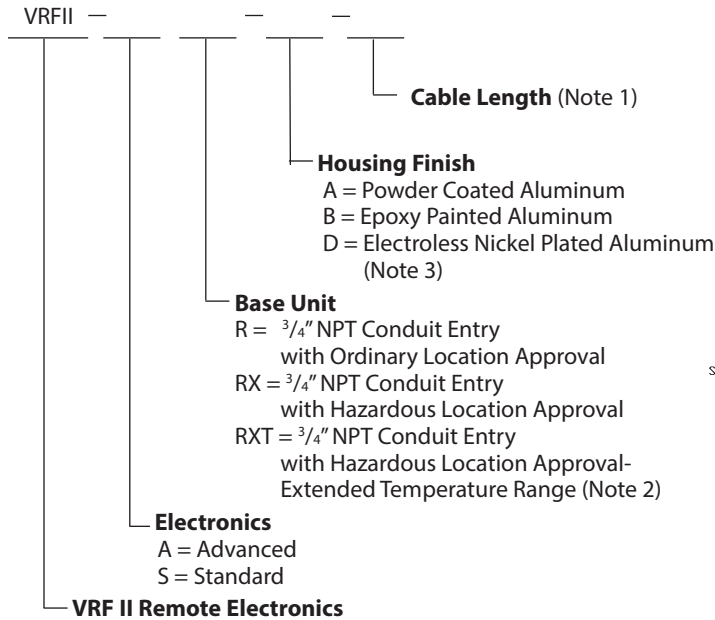 VRFII — — —
Cable Length (Note 1)
Housing Finish
A = Powder Coated Aluminum
B = Epoxy Painted Aluminum
D = Electroless Nickel Plated Aluminum
(Note 3)
Base Unit
R = 3/4" NPT Conduit Entry
with Ordinary Location Approval
RX = 3/4" NPT Conduit Entry
with Hazardous Location Approval
RXT = 3/4" NPT Conduit Entry
with Hazardous Location Approval-
Extended Temperature Range (Note 2)
Electronics
A = Advanced
S = Standard
VRF II Remote Electronics
s